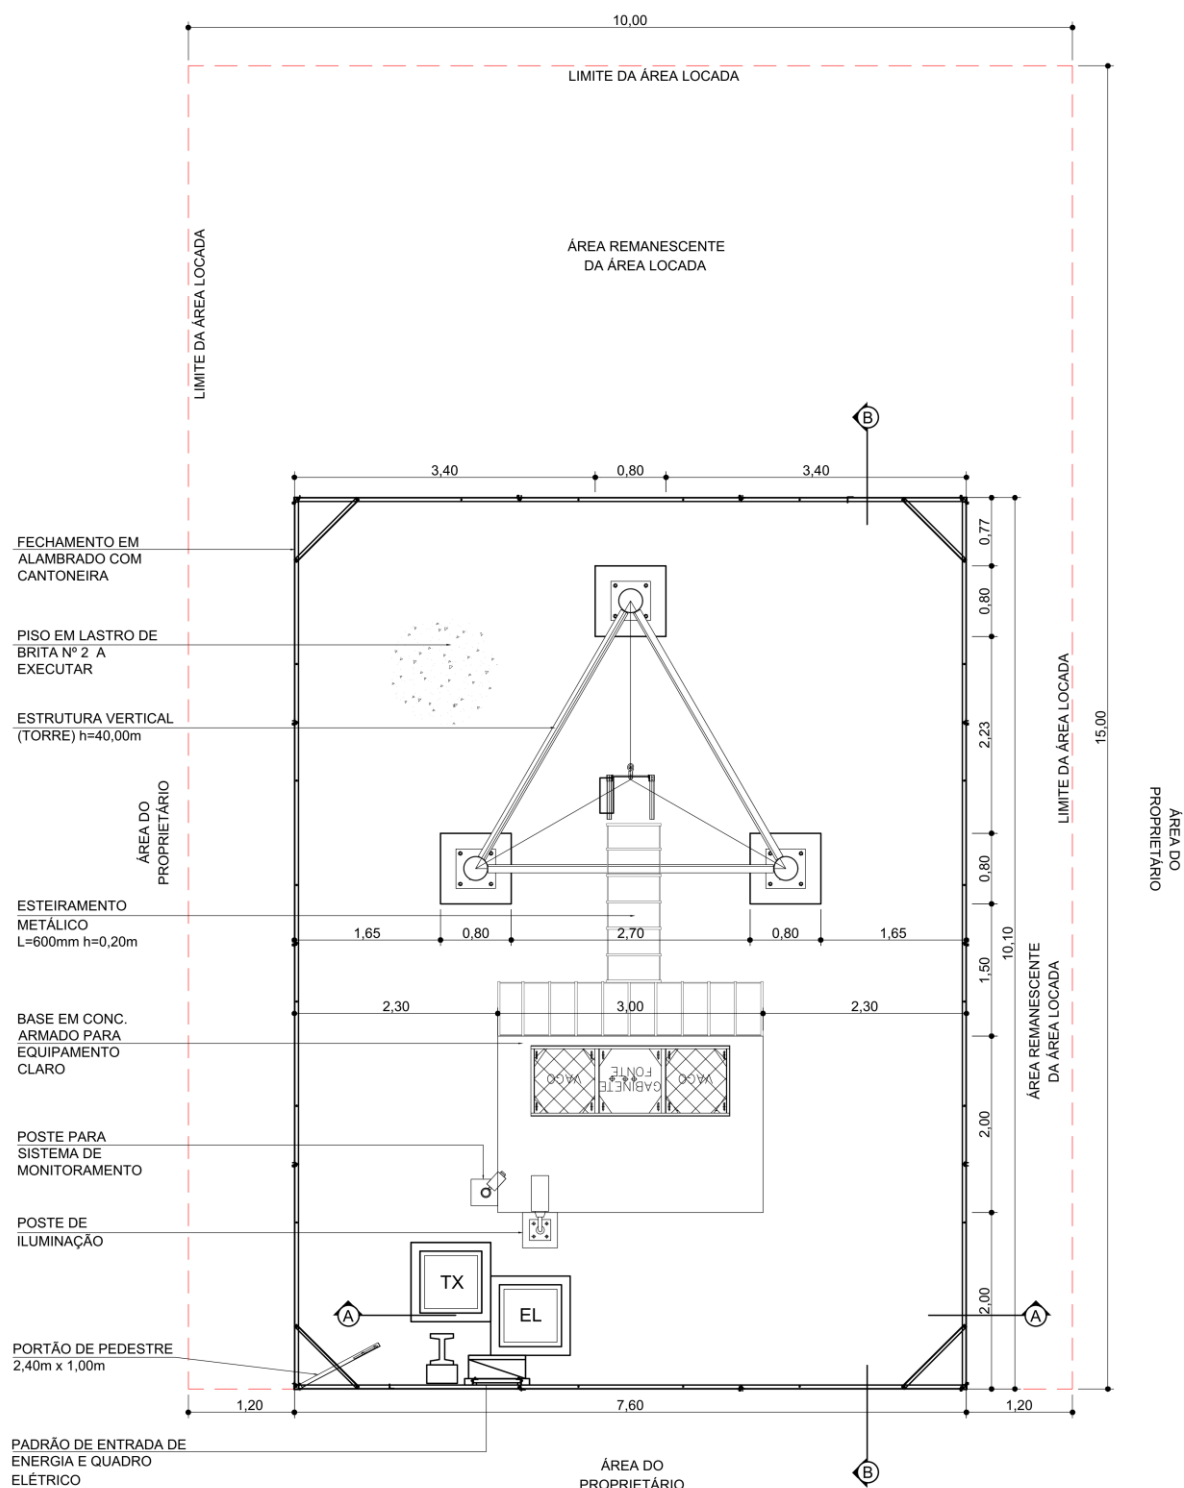 10,00
LIMITE DA ÁREA LOCADA
ÁREA REMANESCENTE
DA ÁREA LOCADA
LIMITE DA ÁREA LOCADA
B
3,40
0,80
3,40
FECHAMENTO EM
ALAMBRADO COM
CANTONEIRA
0,77
0,80
PISO EM LASTRO DE
BRITA Nº 2 A
EXECUTAR
ESTRUTURA VERTICAL
(TORRE) h=40,00m
2,23
LIMITE DA ÁREA LOCADA
15,00
ÁREA DO
PROPRIETÁRIO
ÁREA DO
PROPRIETÁRIO
0,80
ESTEIRAMENTO
METÁLICO
L=600mm h=0,20m
1,65
0,80
2,70
0,80
1,65
10,10
1,50
2,30
3,00
2,30
ÁREA REMANESCENTE
DA ÁREA LOCADA
BASE EM CONC.
ARMADO PARA
EQUIPAMENTO
CLARO
VAGO
GABINETE
FONTE
VAGO
2,00
POSTE PARA
SISTEMA DE
MONITORAMENTO
POSTE DE
ILUMINAÇÃO
TX
EL
2,00
A
A
PORTÃO DE PEDESTRE
2,40m x 1,00m
1,20
7,60
1,20
PADRÃO DE ENTRADA DE
ENERGIA E QUADRO
ELÉTRICO
ÁREA DO
PROPRIETÁRIO
B